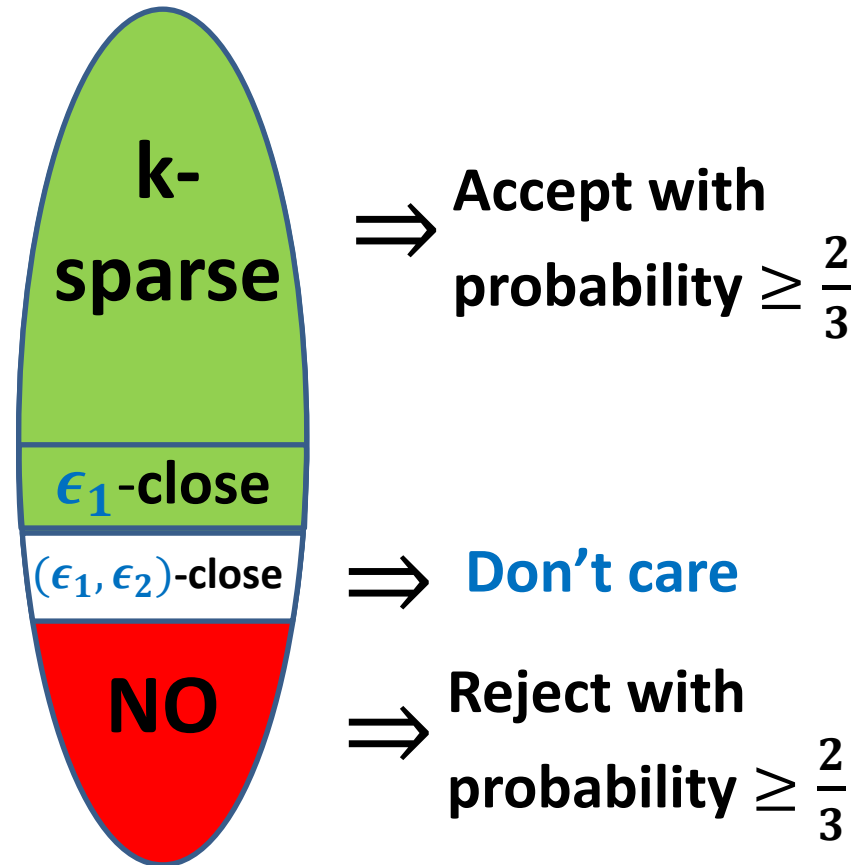 k-
sparse
⇒ Accept with
probability ≥ 2/3
ϵ₁-close
(ϵ₁, ϵ₂)-close ⇒ Don’t care
NO
⇒ Reject with
probability ≥ 2/3